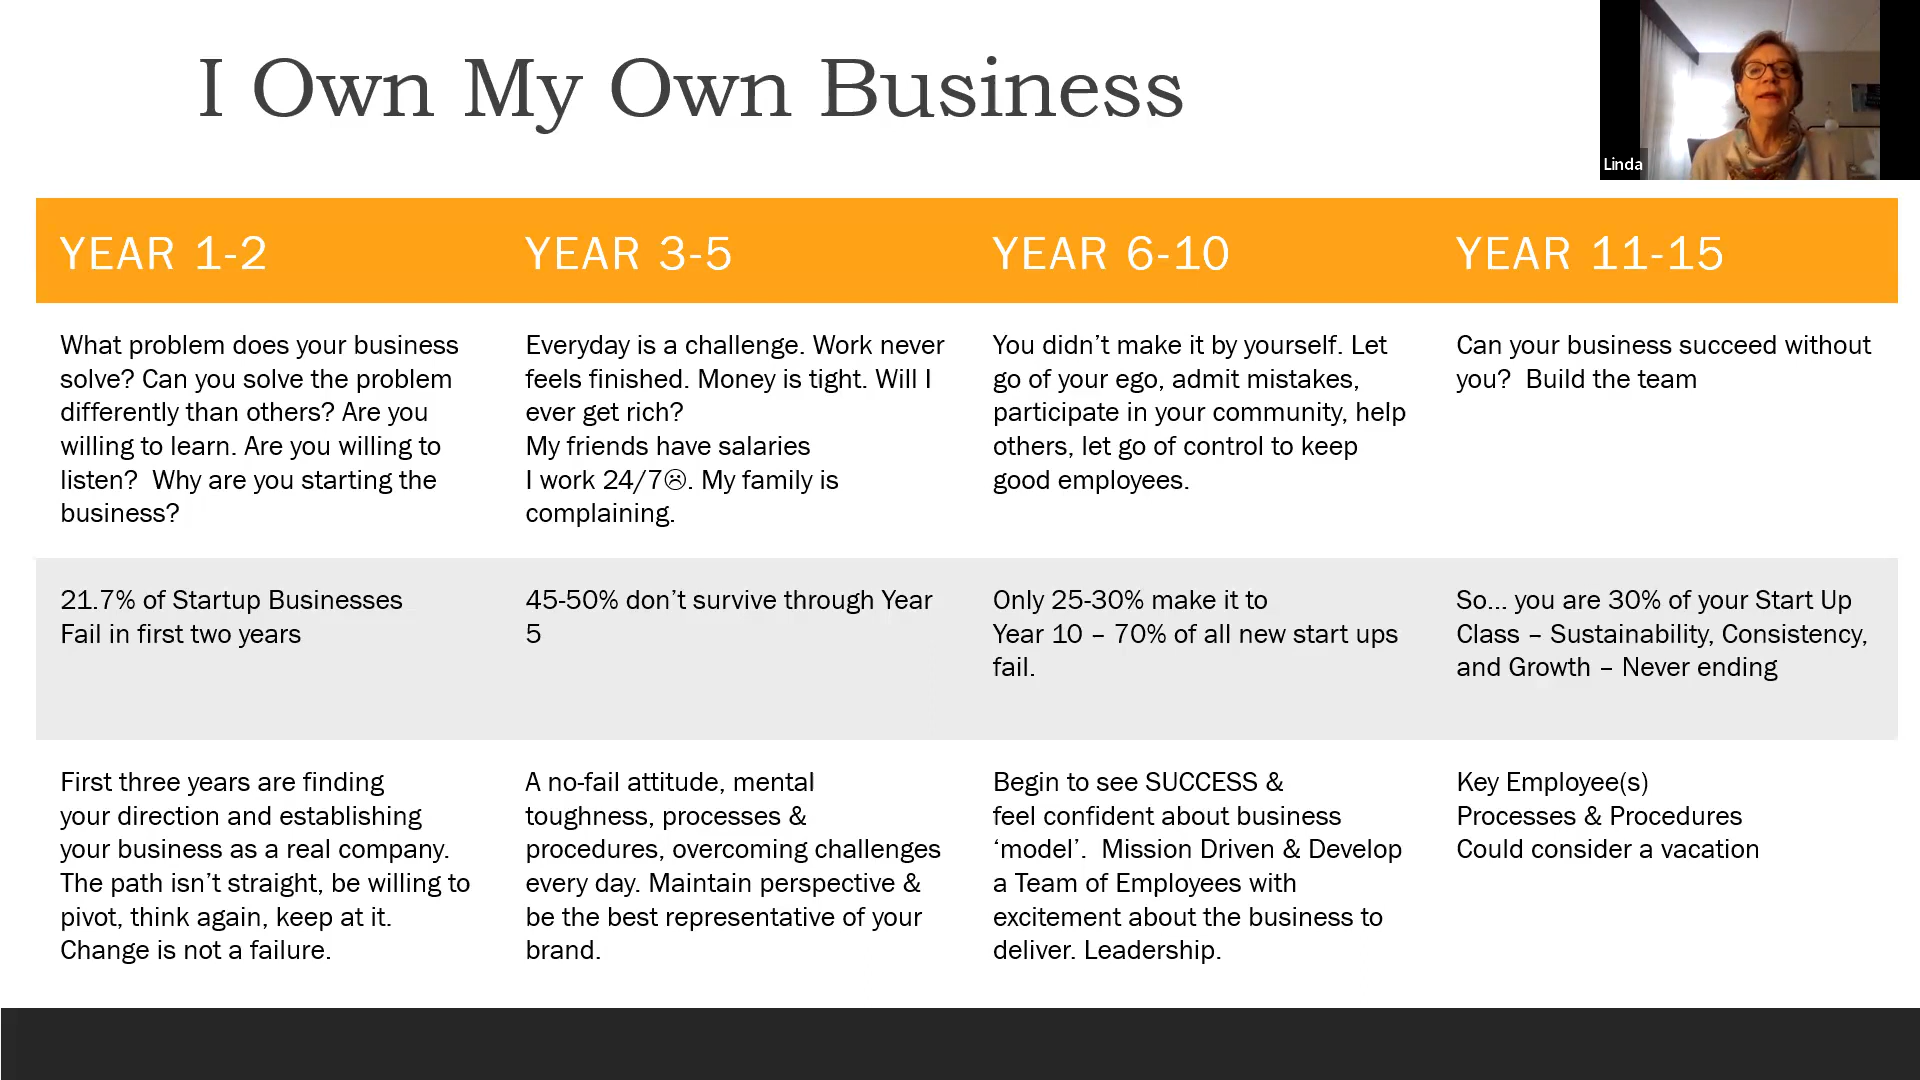 I Own My Own Business
Linda
YEAR 1-2
YEAR 3-5
YEAR 6-10
YEAR 11-15
What problem does your business
solve? Can you solve the problem
differently than others? Are you
willing to learn. Are you willing to
listen?  Why are you starting the
business?
Everyday is a challenge. Work never
feels finished. Money is tight. Will I
ever get rich?
My friends have salaries
I work 24/7☹. My family is
complaining.
You didn’t make it by yourself. Let
go of your ego, admit mistakes,
participate in your community, help
others, let go of control to keep
good employees.
Can your business succeed without
you?  Build the team
21.7% of Startup Businesses
Fail in first two years
45-50% don’t survive through Year
5
Only 25-30% make it to
Year 10 – 70% of all new start ups
fail.
So… you are 30% of your Start Up
Class – Sustainability, Consistency,
and Growth – Never ending
First three years are finding
your direction and establishing
your business as a real company.
The path isn’t straight, be willing to
pivot, think again, keep at it.
Change is not a failure.
A no-fail attitude, mental
toughness, processes &
procedures, overcoming challenges
every day. Maintain perspective &
be the best representative of your
brand.
Begin to see SUCCESS &
feel confident about business
‘model’.  Mission Driven & Develop
a Team of Employees with
excitement about the business to
deliver. Leadership.
Key Employee(s)
Processes & Procedures
Could consider a vacation